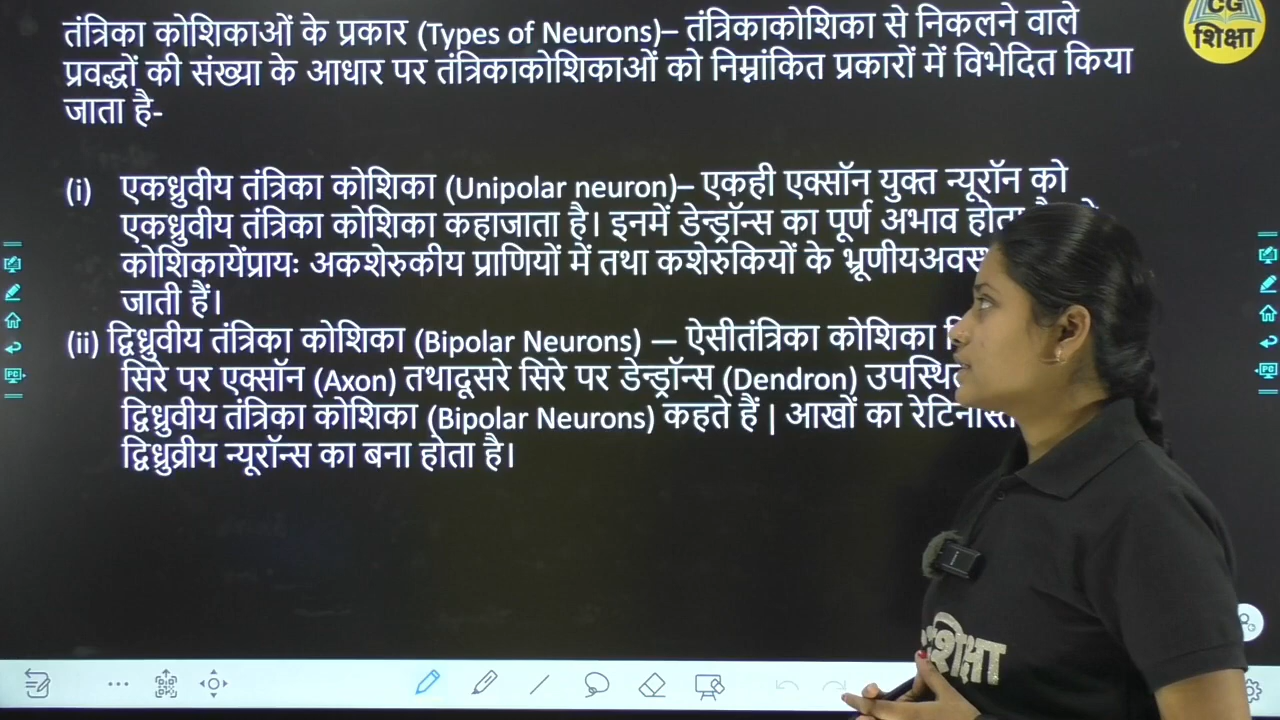 CG
शिक्षा
तंत्रिका कोशिकाओं के प्रकार (Types of Neurons)– तंत्रिकाकोशिका से निकलने वाले
प्रवद्धों की संख्या के आधार पर तंत्रिकाकोशिकाओं को निम्नांकित प्रकारों में विभेदित किया
जाता है-
(i) एकध्रुवीय तंत्रिका कोशिका (Unipolar neuron)– एकही एक्सॉन युक्त न्यूरॉन को
एकध्रुवीय तंत्रिका कोशिका कहाजाता है। इनमें डेन्ड्रॉन्स का पूर्ण अभाव
कोशिकायेंप्रायः अकशेरुकीय प्राणियों में तथा कशेरुकियों के
जाती हैं।
(ii) द्विध्रुवीय तंत्रिका कोशिका (Bipolar Neurons) — ऐसीतंत्रिका कोशिका
सिरे पर एक्सॉन (Axon) तथादूसरे सिरे पर डेन्ड्रॉन्स (Dendron)
द्विध्रुवीय तंत्रिका कोशिका (Bipolar Neurons) कहते हैं | आखों का
द्विध्रुव्रीय न्यूरॉन्स का बना होता है।
शिक्षा